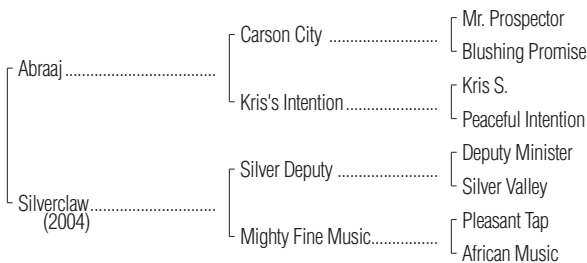 Mr. Prospector
Carson City
Blushing Promise
Abraaj
Kris S.
Kris's Intention
Peaceful Intention
Deputy Minister
Silver Deputy
Silver Valley
Silverclaw
(2004)
Pleasant Tap
Mighty Fine Music
African Music